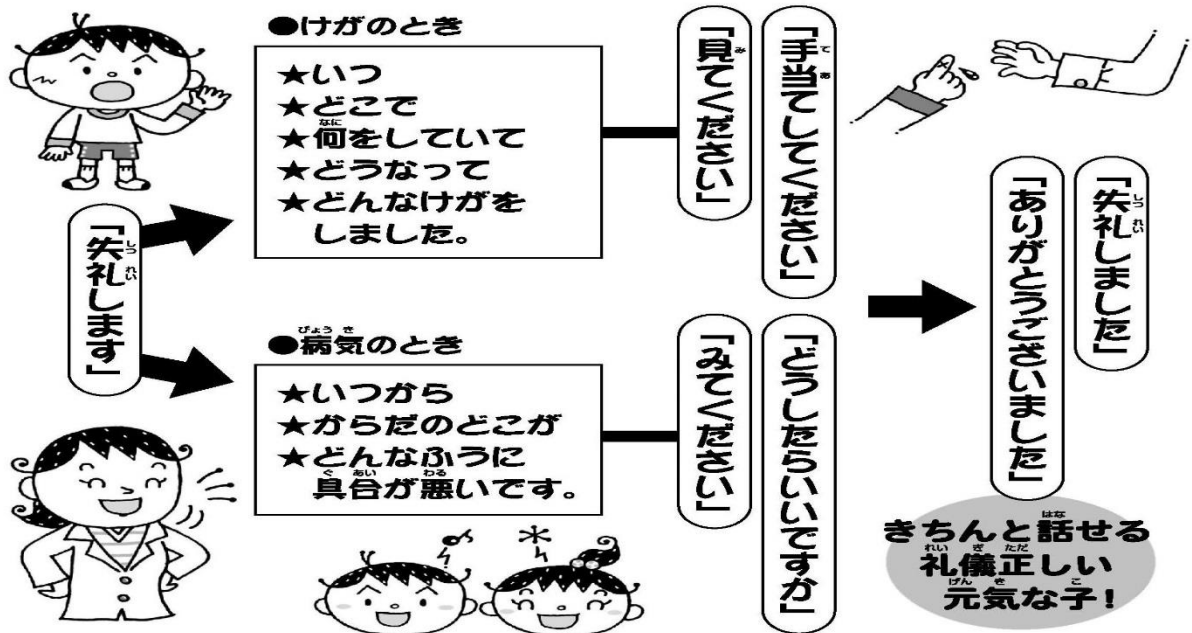 「失礼します」
●けがのとき
★いつ
★どこで
★何をしていて
★どうなって
★どんなけがを
しました。
「手当てしてください」
「見てください」
●病気のとき
★いつから
★からだのどこが
★どんなふうに
具合が悪いです。
「どうしたらいいですか」
「みてください」
「失礼しました」
「ありがとうございました」
きちんと話せる
礼儀正しい
元気な子!